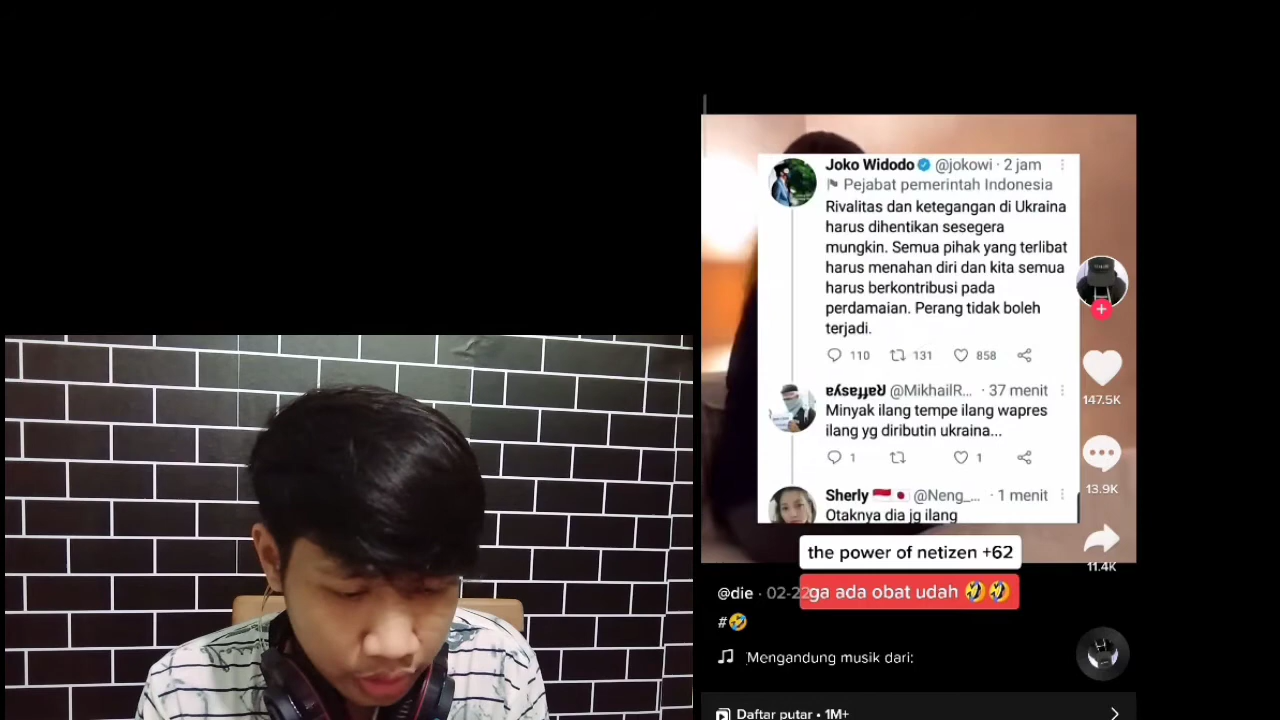 Joko Widodo @jokowi · 2 jam
Pejabat pemerintah Indonesia
Rivalitas dan ketegangan di Ukraina
harus dihentikan sesegera
mungkin. Semua pihak yang terlibat
harus menahan diri dan kita semua
harus berkontribusi pada
perdamaian. Perang tidak boleh
terjadi.
110 131 858
@MikhailR... · 37 menit
Minyak ilang tempe ilang wapres
ilang yg diributin ukraina...
1 1
Sherly 🇮🇩🇯🇵 @Neng_... · 1 menit
Otaknya dia jg ilang
147.5K
13.9K
11.4K
the power of netizen +62
ga ada obat udah 🤣🤣
@die · 02-22
#🤣
Mengandung musik dari:
Daftar putar • 1M+